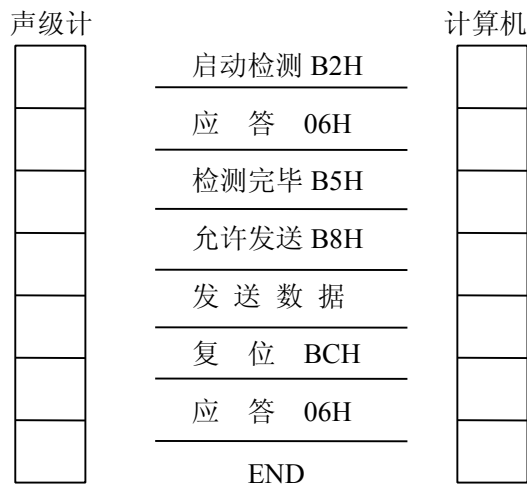 声级计 计算机
启动检测 B2H
应 答 06H
检测完毕 B5H
允许发送 B8H
发 送 数 据
复 位 BCH
应 答 06H
END